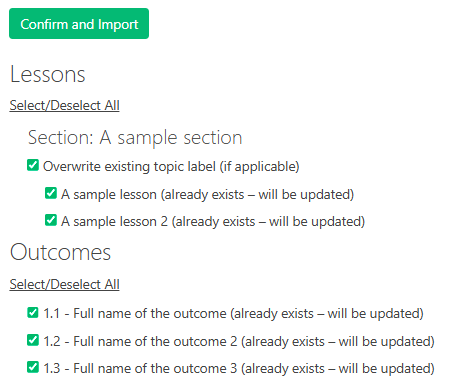 Confirm and Import
Lessons
Select/Deselect All
Section: A sample section
Overwrite existing topic label (if applicable)
A sample lesson (already exists – will be updated)
A sample lesson 2 (already exists – will be updated)
Outcomes
Select/Deselect All
1.1 - Full name of the outcome (already exists – will be updated)
1.2 - Full name of the outcome 2 (already exists – will be updated)
1.3 - Full name of the outcome 3 (already exists – will be updated)